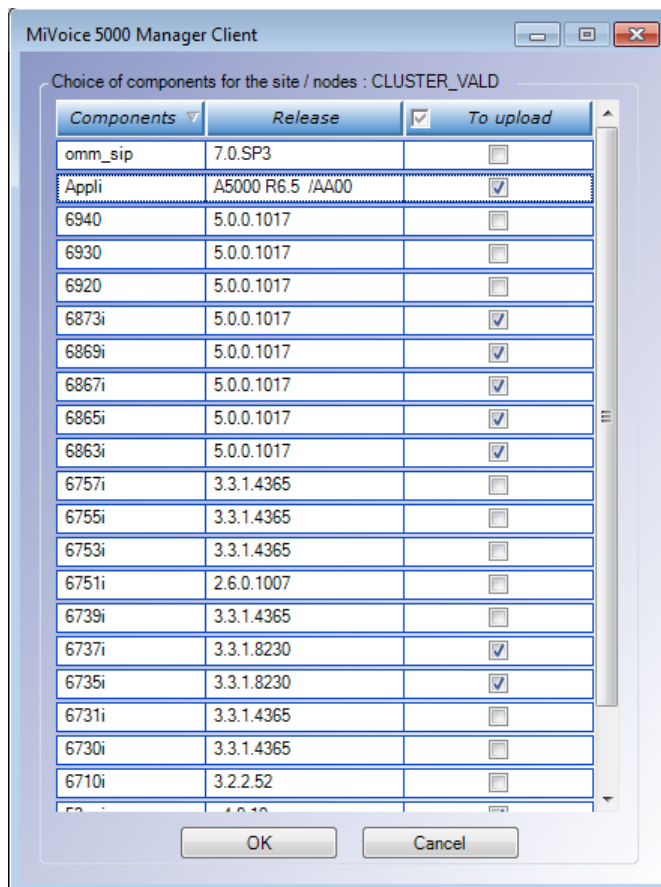 MiVoice 5000 Manager Client
Choice of components for the site / nodes : CLUSTER_VALD
Components Release To upload
omm_sip 7.0.SP3
Appli A5000 R6.5 /AA00
6940 5.0.0.1017
6930 5.0.0.1017
6920 5.0.0.1017
6873i 5.0.0.1017
6869i 5.0.0.1017
6867i 5.0.0.1017
6865i 5.0.0.1017
6863i 5.0.0.1017
6757i 3.3.1.4365
6755i 3.3.1.4365
6753i 3.3.1.4365
6751i 2.6.0.1007
6739i 3.3.1.4365
6737i 3.3.1.8230
6735i 3.3.1.8230
6731i 3.3.1.4365
6730i 3.3.1.4365
6710i 3.2.2.52
OK Cancel